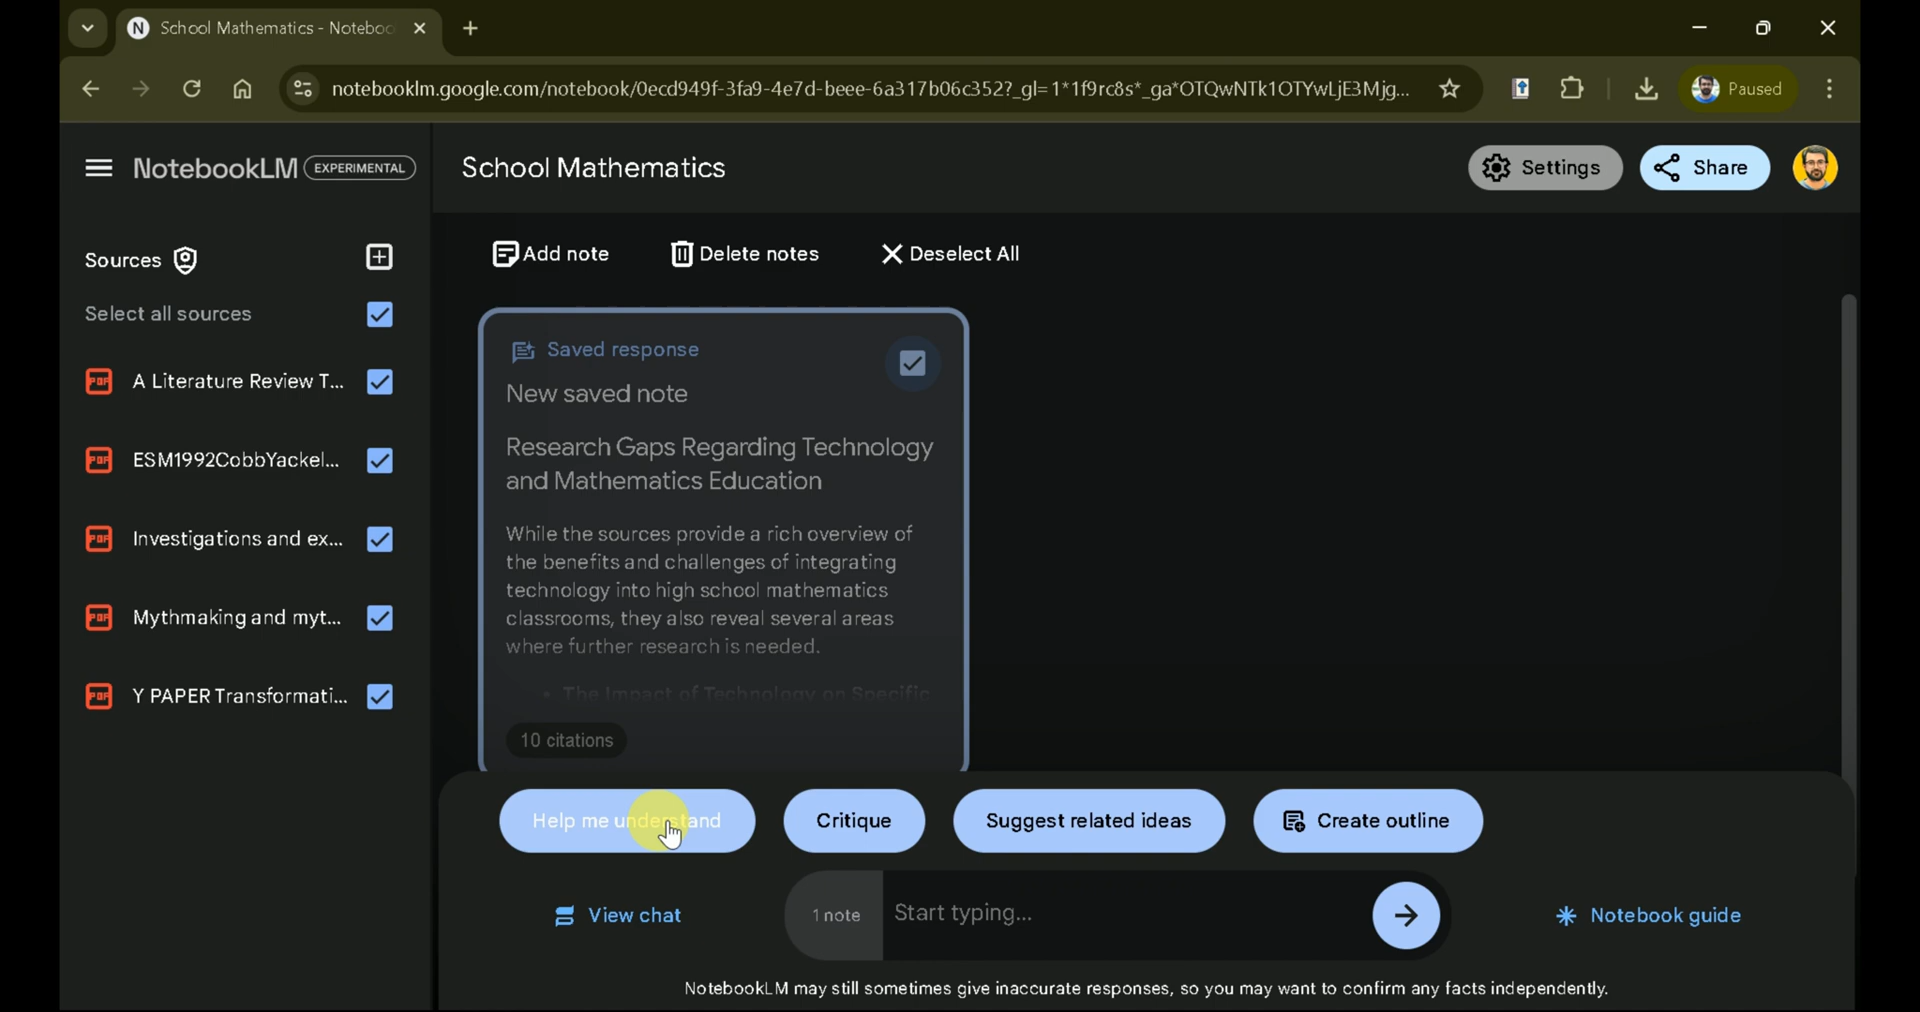 School Mathematics - Noteboo
notebooklm.google.com/notebook/0ecd949f-3fa9-4e7d-beee-6a317b06c352?_gl=1*1f9rc8s*_ga*OTQwNTk1OTYwLjE3Mjg...
Paused
NotebookLM EXPERIMENTAL
School Mathematics
Settings
Share
Sources
Add note
Delete notes
Deselect All
Select all sources
A Literature Review T...
ESM1992CobbYackel...
Investigations and ex...
Mythmaking and myt...
Y PAPER Transformati...
Saved response
New saved note
Research Gaps Regarding Technology
and Mathematics Education
While the sources provide a rich overview of
the benefits and challenges of integrating
technology into high school mathematics
classrooms, they also reveal several areas
where further research is needed.
• The Impact of Technology on Specific
10 citations
Help me understand
Critique
Suggest related ideas
Create outline
View chat
1 note
Start typing...
Notebook guide
NotebookLM may still sometimes give inaccurate responses, so you may want to confirm any facts independently.